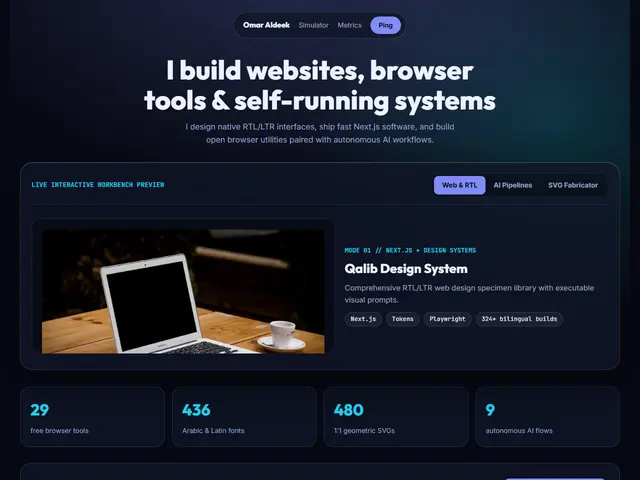 Omar Aldeek Simulator Metrics Ping
I build websites, browser
tools & self-running systems
I design native RTL/LTR interfaces, ship fast Next.js software, and build
open browser utilities paired with autonomous AI workflows.
LIVE INTERACTIVE WORKBENCH PREVIEW
Web & RTL AI Pipelines SVG Fabricator
MODE 01 // NEXT.JS + DESIGN SYSTEMS
Qalib Design System
Comprehensive RTL/LTR web design specimen library with executable
visual prompts.
Next.js Tokens Playwright 324+ bilingual builds
29
free browser tools
436
Arabic & Latin fonts
480
1:1 geometric SVGs
9
autonomous AI flows